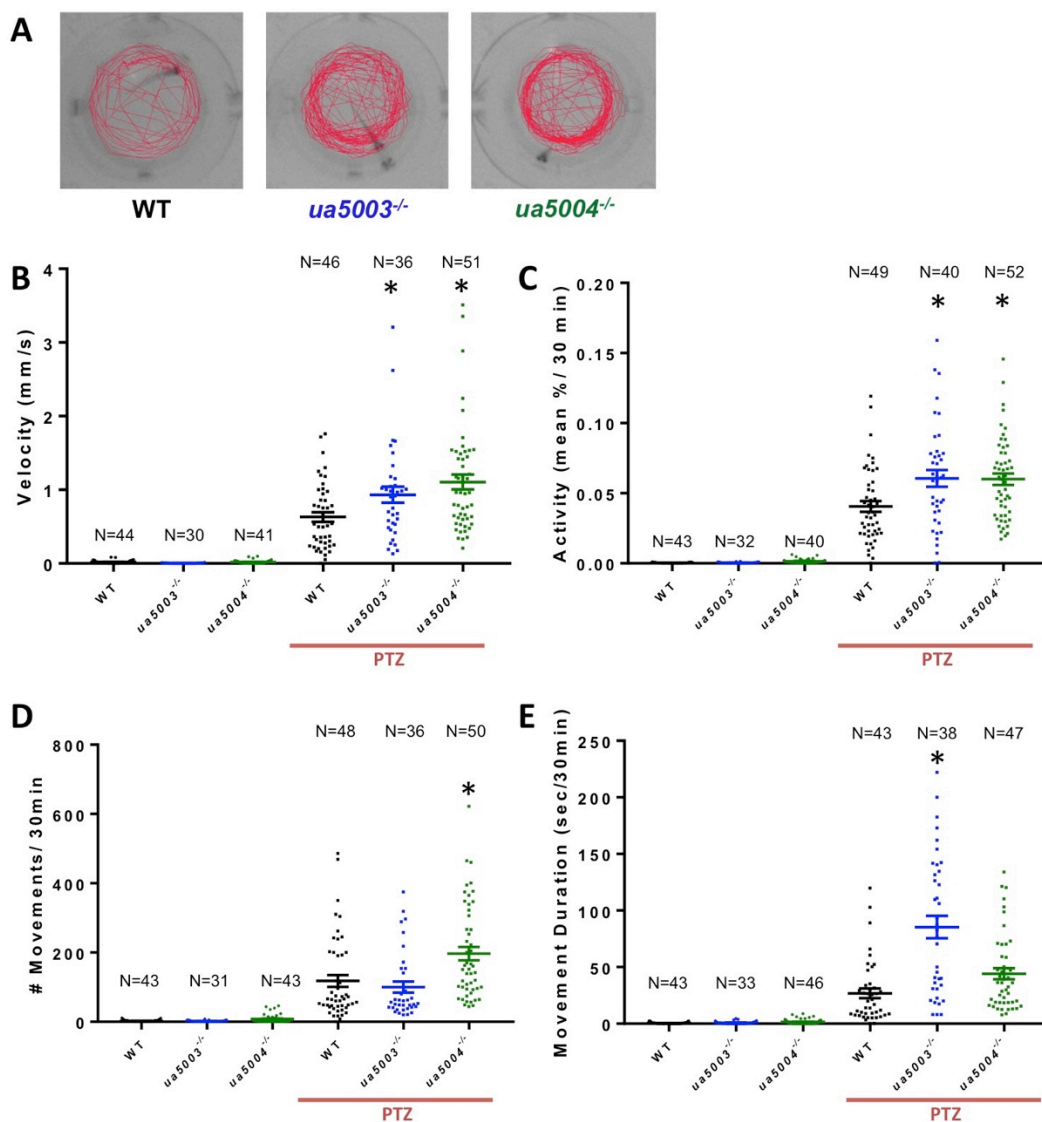 A
WT
ua5003-/-
ua5004-/-
B
Velocity (mm/s)
4
3
2
1
0
N=44
N=30
N=41
N=46
N=36
N=51
*
*
WT
ua5003-/-
ua5004-/-
WT
ua5003-/-
ua5004-/-
PTZ
C
Activity (mean %/ 30 min)
0.20
0.15
0.10
0.05
0.00
N=43
N=32
N=40
N=49
N=40
N=52
*
*
WT
ua5003-/-
ua5004-/-
WT
ua5003-/-
ua5004-/-
PTZ
D
# Movements/ 30min
800
600
400
200
0
N=43
N=31
N=43
N=48
N=36
N=50
*
WT
ua5003-/-
ua5004-/-
WT
ua5003-/-
ua5004-/-
PTZ
E
Movement Duration (sec/30min)
250
200
150
100
50
0
N=43
N=33
N=46
N=43
N=38
N=47
*
WT
ua5003-/-
ua5004-/-
WT
ua5003-/-
ua5004-/-
PTZ